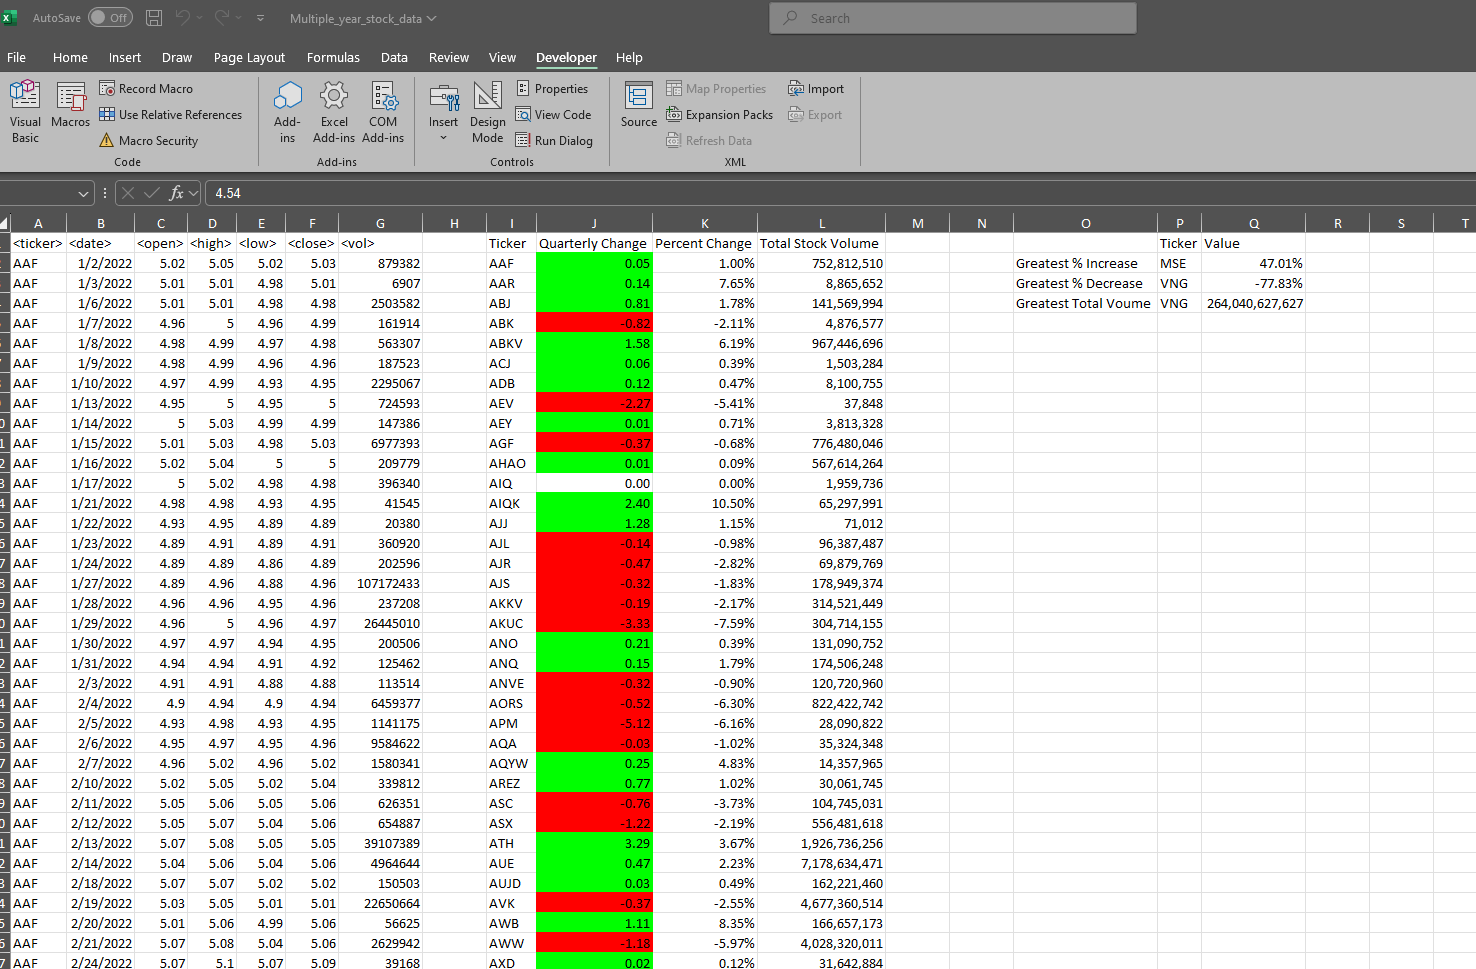 AutoSave Off Multiple_year_stock_data Search
File Home Insert Draw Page Layout Formulas Data Review View Developer Help
Visual Basic
Macros
Record Macro
Use Relative References
Macro Security
Code
Add-ins
Excel Add-ins
COM Add-ins
Add-ins
Insert
Design Mode
Properties
View Code
Run Dialog
Controls
Source
Map Properties
Expansion Packs
Refresh Data
Import
Export
XML
fx 4.54
A B C D E F G H I J K L M N O P Q R S T
<ticker> <date> <open> <high> <low> <close> <vol> Ticker Quarterly Change Percent Change Total Stock Volume Ticker Value
AAF 1/2/2022 5.02 5.05 5.02 5.03 879382 AAF 0.05 1.00% 752,812,510 Greatest % Increase MSE 47.01%
AAF 1/3/2022 5.01 5.01 4.98 5.01 6907 AAR 0.14 7.65% 8,865,652 Greatest % Decrease VNG -77.83%
AAF 1/6/2022 5.01 5.01 4.98 4.98 2503582 ABJ 0.81 1.78% 141,569,994 Greatest Total Voume VNG 264,040,627,627
AAF 1/7/2022 4.96 5 4.96 4.99 161914 ABK -0.82 -2.11% 4,876,577
AAF 1/8/2022 4.98 4.99 4.97 4.98 563307 ABKV 1.58 6.19% 967,446,696
AAF 1/9/2022 4.98 4.99 4.96 4.96 187523 ACJ 0.06 0.39% 1,503,284
AAF 1/10/2022 4.97 4.99 4.93 4.95 2295067 ADB 0.12 0.47% 8,100,755
AAF 1/13/2022 4.95 5 4.95 5 724593 AEV -2.27 -5.41% 37,848
AAF 1/14/2022 5 5.03 4.99 4.99 147386 AEY 0.01 0.71% 3,813,328
AAF 1/15/2022 5.01 5.03 4.98 5.03 6977393 AGF -0.37 -0.68% 776,480,046
AAF 1/16/2022 5.02 5.04 5 5 209779 AHAO 0.01 0.09% 567,614,264
AAF 1/17/2022 5 5.02 4.98 4.98 396340 AIQ 0.00 0.00% 1,959,736
AAF 1/21/2022 4.98 4.98 4.93 4.95 41545 AIQK 2.40 10.50% 65,297,991
AAF 1/22/2022 4.93 4.95 4.89 4.89 20380 AJJ 1.28 1.15% 71,012
AAF 1/23/2022 4.89 4.91 4.89 4.91 360920 AJL -0.14 -0.98% 96,387,487
AAF 1/24/2022 4.89 4.89 4.86 4.89 202596 AJR -0.47 -2.82% 69,879,769
AAF 1/27/2022 4.89 4.96 4.88 4.96 107172433 AJS -0.32 -1.83% 178,949,374
AAF 1/28/2022 4.96 4.96 4.95 4.96 237208 AKKV -0.19 -2.17% 314,521,449
AAF 1/29/2022 4.96 5 4.96 4.97 26445010 AKUC -3.33 -7.59% 304,714,155
AAF 1/30/2022 4.97 4.97 4.94 4.95 200506 ANO 0.21 0.39% 131,090,752
AAF 1/31/2022 4.94 4.94 4.91 4.92 125462 ANQ 0.15 1.79% 174,506,248
AAF 2/3/2022 4.91 4.91 4.88 4.88 113514 ANVE -0.32 -0.90% 120,720,960
AAF 2/4/2022 4.9 4.94 4.9 4.94 6459377 AORS -0.52 -6.30% 822,422,742
AAF 2/5/2022 4.93 4.98 4.93 4.95 1141175 APM -5.12 -6.16% 28,090,822
AAF 2/6/2022 4.95 4.97 4.95 4.96 9584622 AQA -0.03 -1.02% 35,324,348
AAF 2/7/2022 4.96 5.02 4.96 5.02 1580341 AQYW 0.25 4.83% 14,357,965
AAF 2/10/2022 5.02 5.05 5.02 5.04 339812 AREZ 0.77 1.02% 30,061,745
AAF 2/11/2022 5.05 5.06 5.05 5.06 626351 ASC -0.76 -3.73% 104,745,031
AAF 2/12/2022 5.05 5.07 5.04 5.06 654887 ASX -1.22 -2.19% 556,481,618
AAF 2/13/2022 5.07 5.08 5.05 5.05 39107389 ATH 3.29 3.67% 1,926,736,256
AAF 2/14/2022 5.04 5.06 5.04 5.06 4964644 AUE 0.47 2.23% 7,178,634,471
AAF 2/18/2022 5.07 5.07 5.02 5.02 150503 AUJD 0.03 0.49% 162,221,460
AAF 2/19/2022 5.03 5.05 5.01 5.01 22650664 AVK -0.37 -2.55% 4,677,360,514
AAF 2/20/2022 5.01 5.06 4.99 5.06 56625 AWB 1.11 8.35% 166,657,173
AAF 2/21/2022 5.07 5.08 5.04 5.06 2629942 AWW -1.18 -5.97% 4,028,320,011
AAF 2/24/2022 5.07 5.1 5.07 5.09 39168 AXD 0.02 0.12% 31,642,884